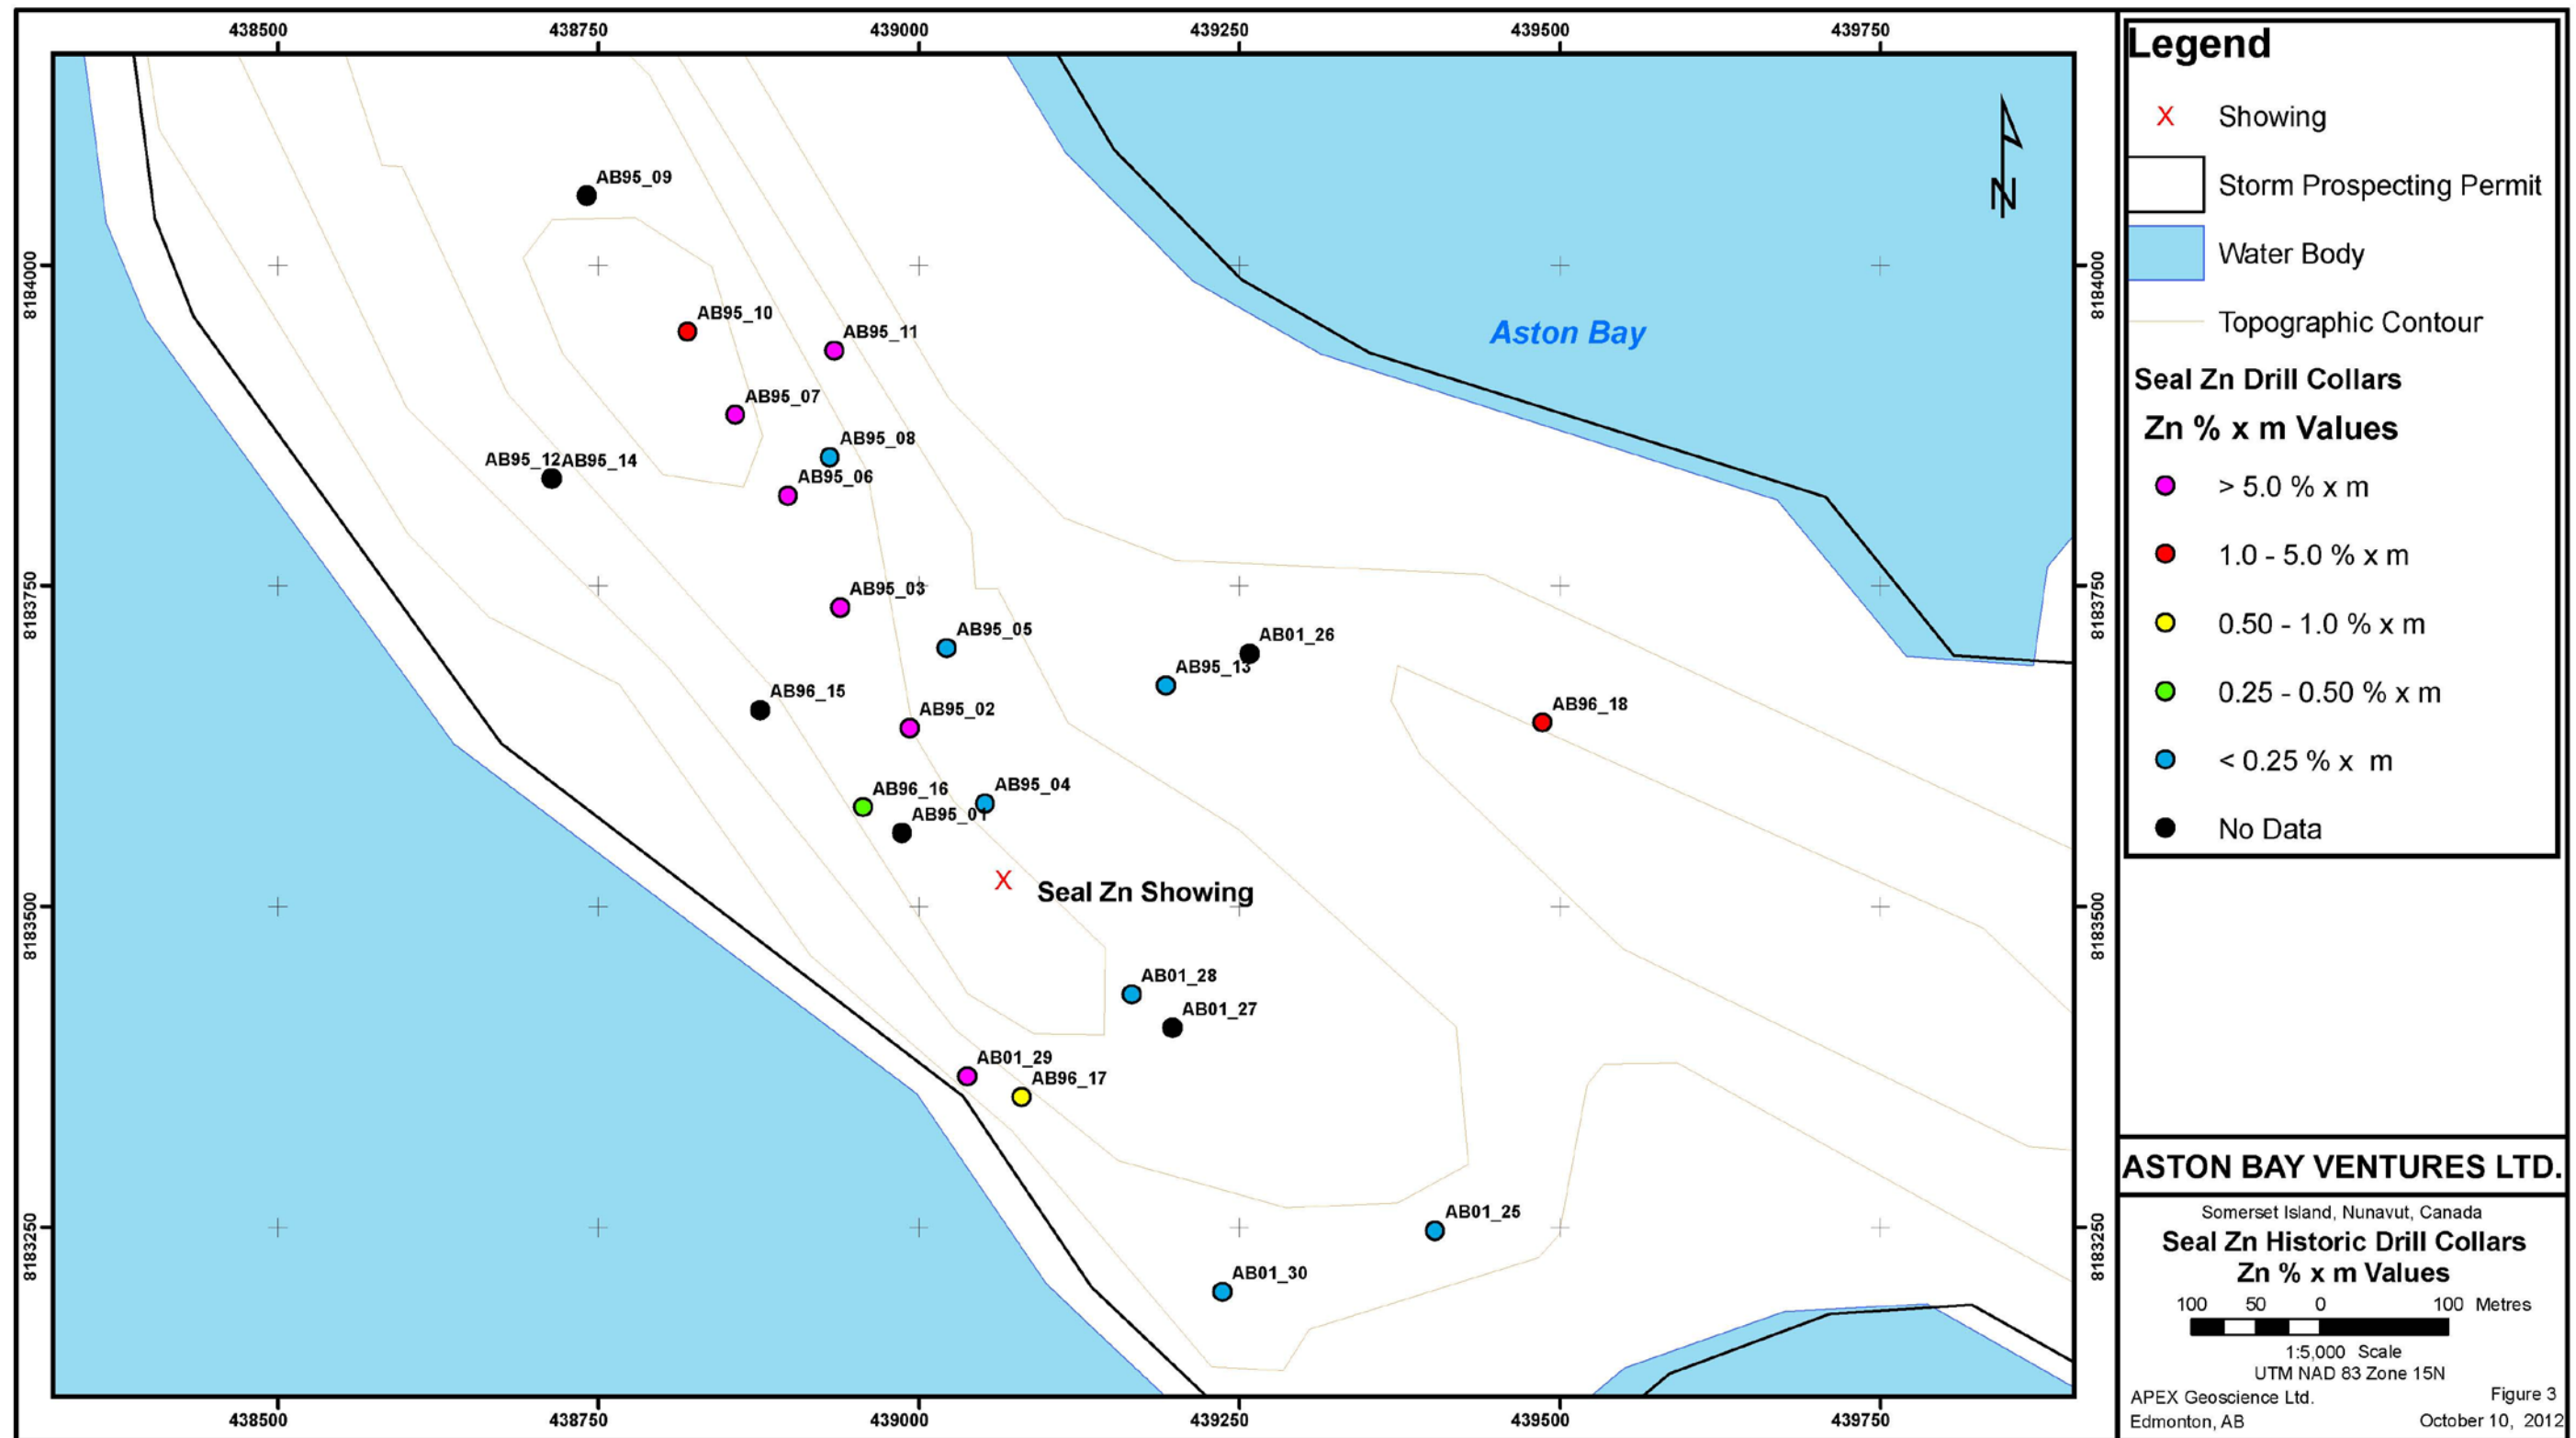 438500 438750 439000 439250 439500 439750
8184000
8183750
8183500
8183250
AB95_09
AB95_10
AB95_11
AB95_07
AB95_08
AB95_12 AB95_14
AB95_06
AB95_03
AB95_05
AB01_26
AB95_13
AB96_15
AB95_02
AB96_18
AB96_16
AB95_04
AB95_01
X
Seal Zn Showing
AB01_28
AB01_27
AB01_29
AB96_17
AB01_25
AB01_30
Aston Bay
N
8184000
8183750
8183500
8183250
438500 438750 439000 439250 439500 439750
Legend
X Showing
Storm Prospecting Permit
Water Body
Topographic Contour
Seal Zn Drill Collars
Zn % x m Values
> 5.0 % x m
1.0 - 5.0 % x m
0.50 - 1.0 % x m
0.25 - 0.50 % x m
< 0.25 % x m
No Data
ASTON BAY VENTURES LTD.
Somerset Island, Nunavut, Canada
Seal Zn Historic Drill Collars
Zn % x m Values
100 50 0 100 Metres
1:5,000 Scale
UTM NAD 83 Zone 15N
APEX Geoscience Ltd. Figure 3
Edmonton, AB October 10, 2012